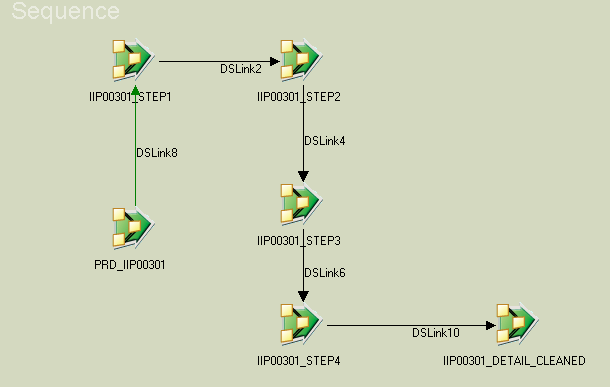 Sequence
IIP00301_STEP1
DSLink2
IIP00301_STEP2
DSLink8
DSLink4
PRD_IIP00301
IIP00301_STEP3
DSLink6
IIP00301_STEP4
DSLink10
IIP00301_DETAIL_CLEANED